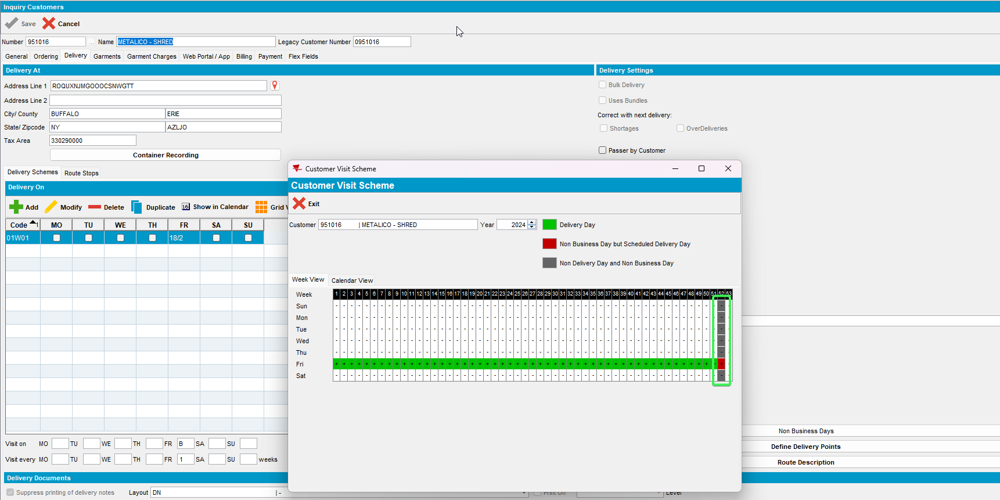 Inquiry Customers
Save Cancel
Number 951016 ... Name METALICO - SHRED Legacy Customer Number 0951016
General Ordering Delivery Garments Garment Charges Web Portal / App Billing Payment Flex Fields
Delivery At
Address Line 1 ROQUXNJMGOOOCSNWGTT
Address Line 2
City/ County BUFFALO ERIE
State/ Zipcode NY AZLJO
Tax Area 330290000
Container Recording
Delivery Settings
Bulk Delivery
Uses Bundles
Correct with next delivery:
Shortages OverDeliveries
Passer by Customer
Delivery Schemes Route Stops
Delivery On
Add Modify Delete Duplicate 16 Show in Calendar Grid V
Code 1 MO TU WE TH FR SA SU
01W01 18/2
Visit on MO TU WE TH FR B SA SU
Visit every MO TU WE TH FR 1 SA SU weeks
Delivery Documents
Suppress printing of delivery notes Layout DN | -
Print On Level
Customer Visit Scheme
Customer Visit Scheme
Exit
Customer 951016 | METALICO - SHRED Year 2024 Delivery Day
Non Business Day but Scheduled Delivery Day
Non Delivery Day and Non Business Day
Week View Calendar View
Week 1 2 3 4 5 6 7 8 9 10 11 12 13 14 15 16 17 18 19 20 21 22 23 24 25 26 27 28 29 30 31 32 33 34 35 36 37 38 39 40 41 42 43 44 45 46 47 48 49 50 51 52 53
Sun
Mon
Tue
Wed
Thu
Fri
Sat
Non Business Days
Define Delivery Points
Route Description